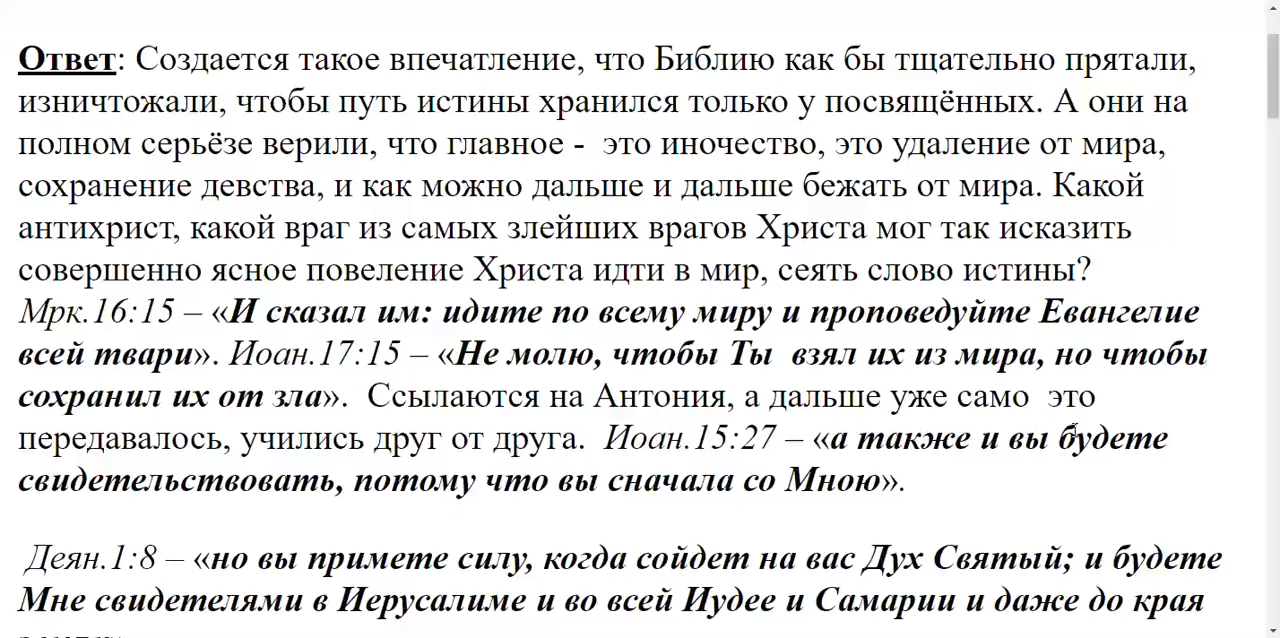 Ответ: Создается такое впечатление, что Библию как бы тщательно прятали,
изничтожали, чтобы путь истины хранился только у посвящённых. А они на
полном серьёзе верили, что главное -  это иночество, это удаление от мира,
сохранение девства, и как можно дальше и дальше бежать от мира. Какой
антихрист, какой враг из самых злейших врагов Христа мог так исказить
совершенно ясное повеление Христа идти в мир, сеять слово истины?
Мрк.16:15 – «И сказал им: идите по всему миру и проповедуйте Евангелие
всей твари». Иоан.17:15 – «Не молю, чтобы Ты  взял их из мира, но чтобы
сохранил их от зла».  Ссылаются на Антония, а дальше уже само  это
передавалось, учились друг от друга.  Иоан.15:27 – «а также и вы будете
свидетельствовать, потому что вы сначала со Мною».
Деян.1:8 – «но вы примете силу, когда сойдет на вас Дух Святый; и будете
Мне свидетелями в Иерусалиме и во всей Иудее и Самарии и даже до края